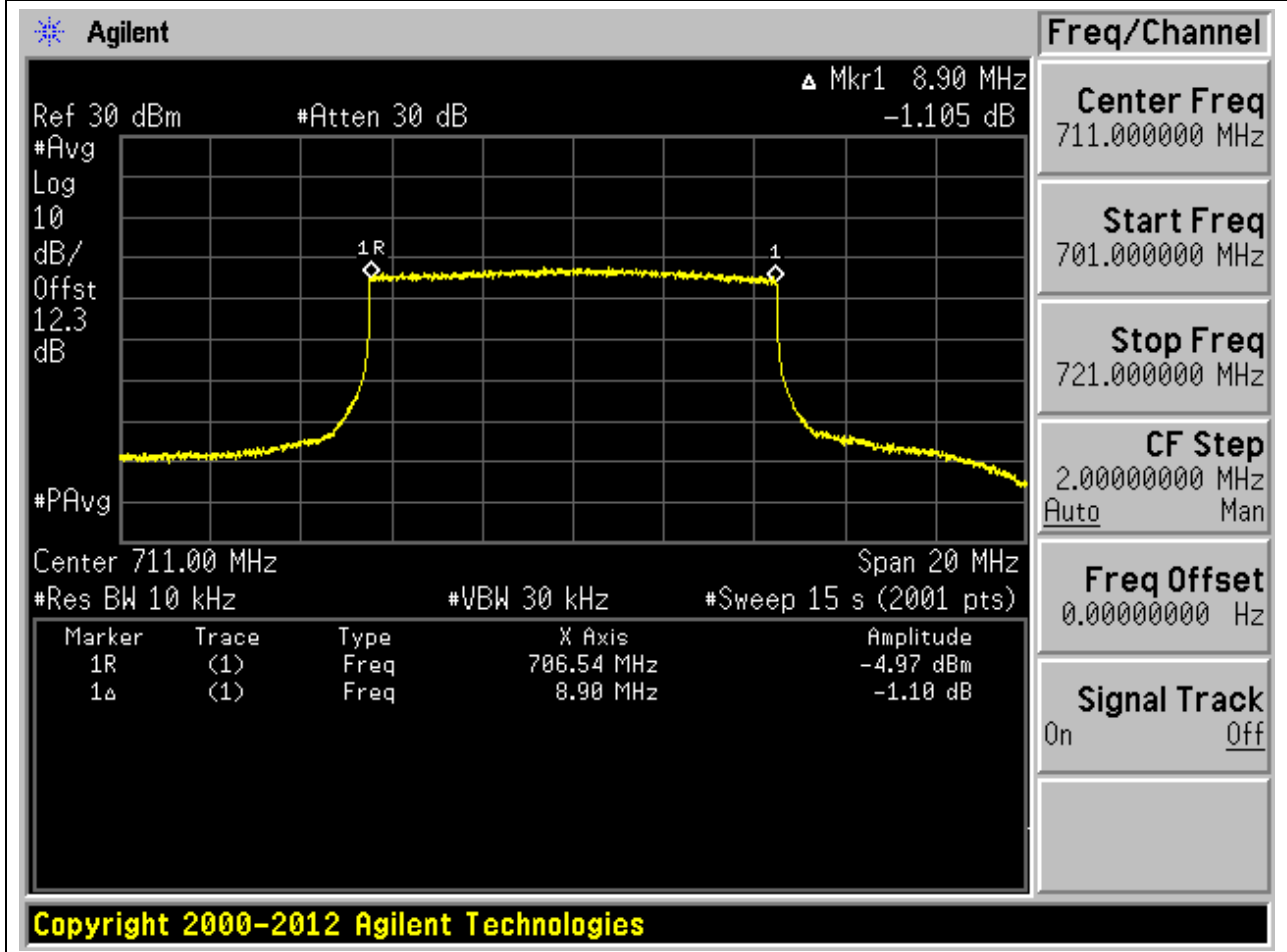 Agilent
Freq/Channel
▵ Mkr1 8.90 MHz
Ref 30 dBm #Atten 30 dB -1.105 dB
#Avg
Log
10
dB/
Offst
12.3
dB
1R
1
#PAvg
Center 711.00 MHz Span 20 MHz
#Res BW 10 kHz #VBW 30 kHz #Sweep 15 s (2001 pts)
Marker Trace Type X Axis Amplitude
1R (1) Freq 706.54 MHz -4.97 dBm
1▵ (1) Freq 8.90 MHz -1.10 dB
Center Freq
711.000000 MHz
Start Freq
701.000000 MHz
Stop Freq
721.000000 MHz
CF Step
2.00000000 MHz
Auto Man
Freq Offset
0.00000000 Hz
Signal Track
On Off
Copyright 2000-2012 Agilent Technologies